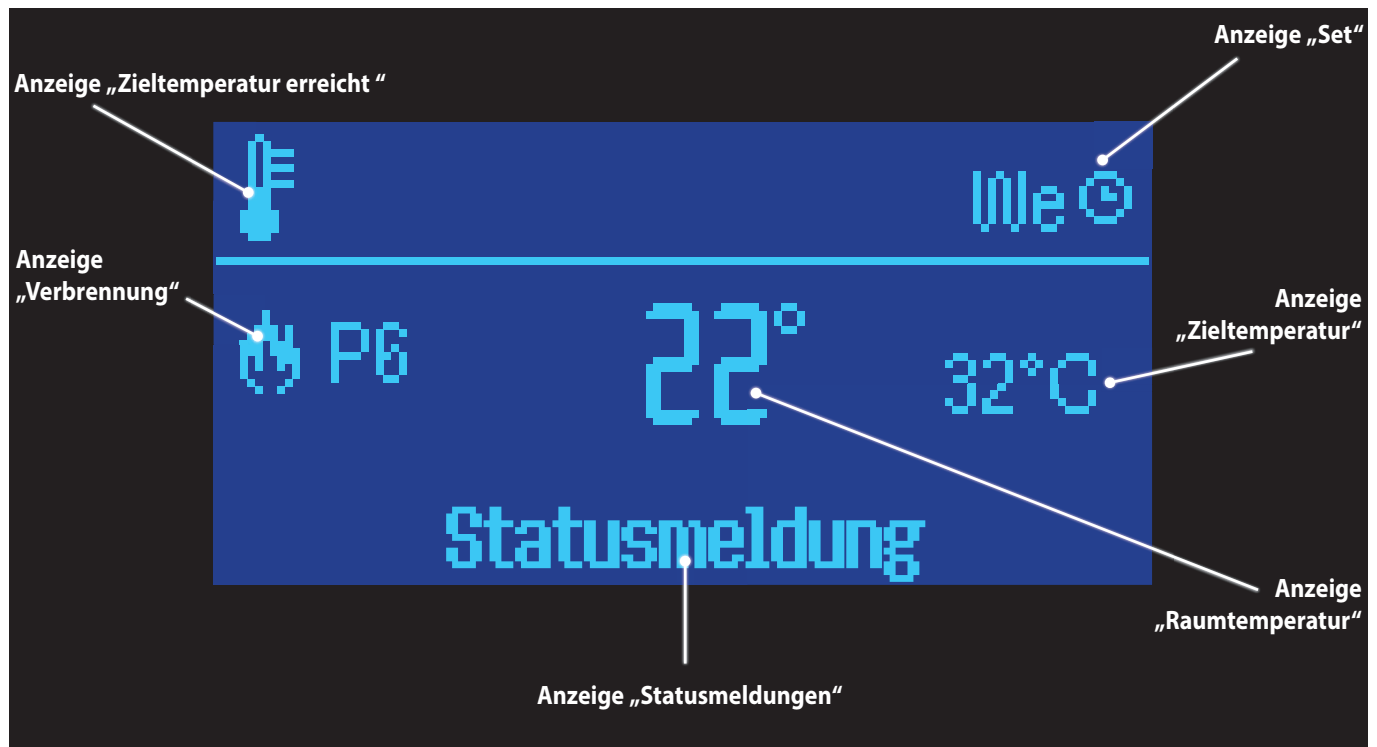 Anzeige „Set“
Anzeige „Zieltemperatur erreicht “
We
Anzeige
„Verbrennung“
P6
22°
32°C
Anzeige
„Zieltemperatur“
Statusmeldung
Anzeige
„Raumtemperatur“
Anzeige „Statusmeldungen“